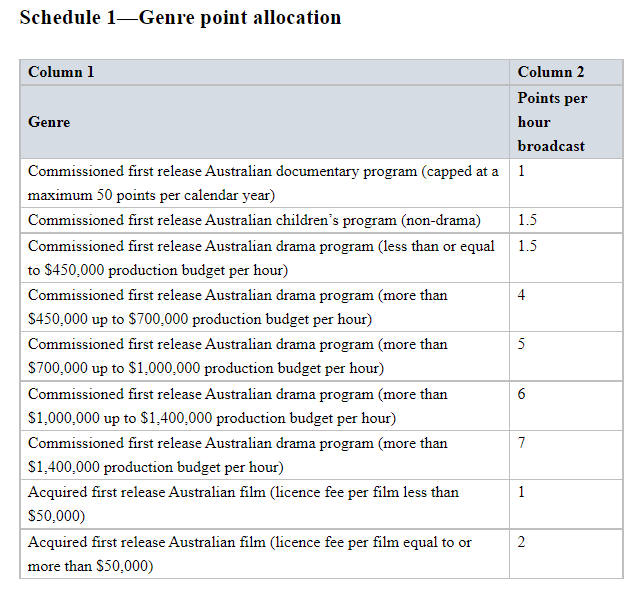 Schedule 1—Genre point allocation
Column 1
Column 2
Genre
Points per
hour
broadcast
Commissioned first release Australian documentary program (capped at a
maximum 50 points per calendar year)
1
Commissioned first release Australian children’s program (non-drama)
1.5
Commissioned first release Australian drama program (less than or equal
to $450,000 production budget per hour)
1.5
Commissioned first release Australian drama program (more than
$450,000 up to $700,000 production budget per hour)
4
Commissioned first release Australian drama program (more than
$700,000 up to $1,000,000 production budget per hour)
5
Commissioned first release Australian drama program (more than
$1,000,000 up to $1,400,000 production budget per hour)
6
Commissioned first release Australian drama program (more than
$1,400,000 production budget per hour)
7
Acquired first release Australian film (licence fee per film less than
$50,000)
1
Acquired first release Australian film (licence fee per film equal to or
more than $50,000)
2